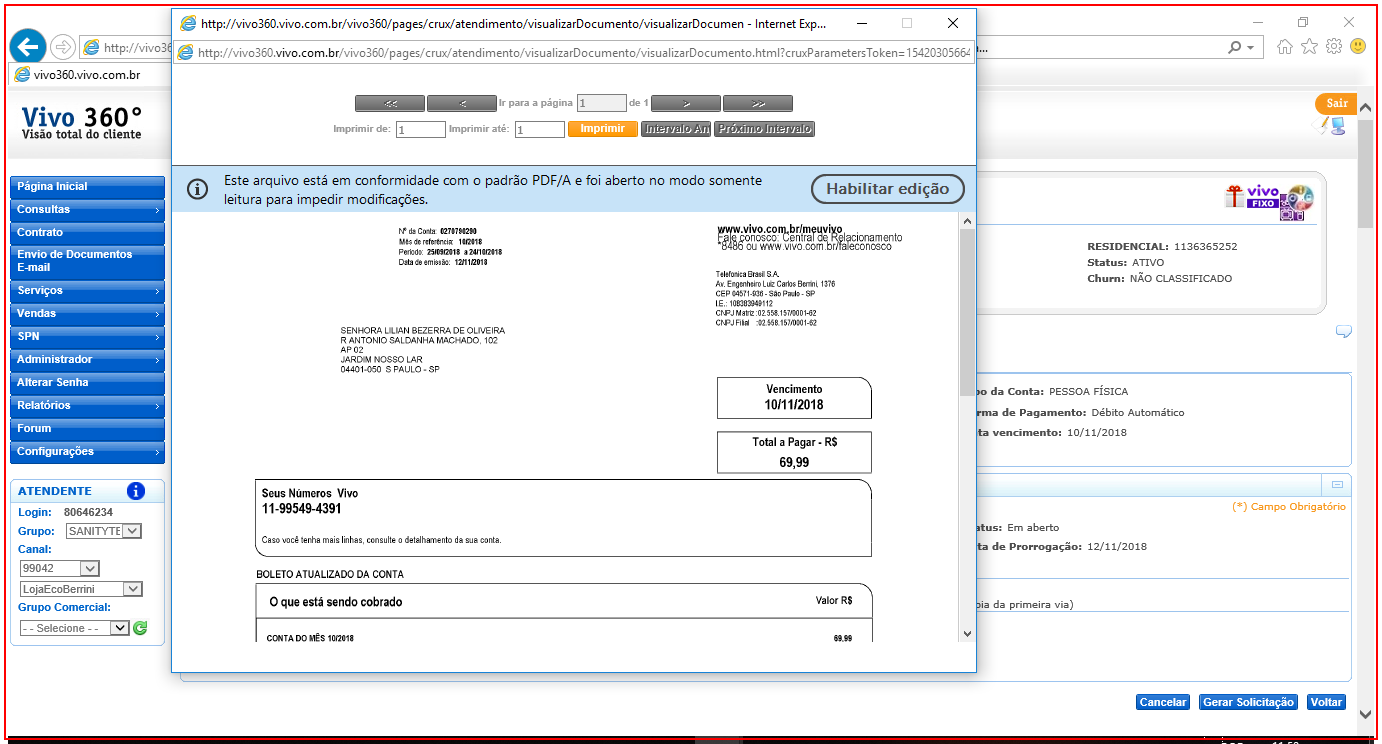 http://vivo360.vivo.com.br/vivo360/pages/crux/atendimento/visualizarDocumento/visualizarDocumen - Internet Exp...
http://vivo36
http://vivo360.vivo.com.br/vivo360/pages/crux/atendimento/visualizarDocumento/visualizarDocumento.html?cruxParametersToken=15420305664
vivo360.vivo.com.br
Vivo 360°
Visão total do cliente
Sair
<< < Ir para a página 1 de 1 > >>
Imprimir de: 1 Imprimir até: 1 Imprimir Intervalo An Próximo Intervalo
Página Inicial
Consultas
Contrato
Envio de Documentos
E-mail
Serviços
Vendas
SPN
Administrador
Alterar Senha
Relatórios
Forum
Configurações
ATENDENTE
Login: 80646234
Grupo: SANITYTE
Canal:
99042
LojaEcoBerrini
Grupo Comercial:
- - Selecione - -
Este arquivo está em conformidade com o padrão PDF/A e foi aberto no modo somente
leitura para impedir modificações.
Habilitar edição
Nº da Conta: 0270790290
Mês de referência: 10/2018
Período: 25/09/2018 a 24/10/2018
Data de emissão: 12/11/2018
www.vivo.com.br/meuvivo
Fale conosco: Central de Relacionamento
*8486 ou www.vivo.com.br/faleconosco
Telefonica Brasil S.A.
Av. Engenheiro Luiz Carlos Berrini, 1376
CEP 04571-936 - São Paulo - SP
I.E.: 108383949112
CNPJ Matriz :02.558.157/0001-62
CNPJ Filial :02.558.157/0001-62
SENHORA LILIAN BEZERRA DE OLIVEIRA
R ANTONIO SALDANHA MACHADO, 102
AP 02
JARDIM NOSSO LAR
04401-050 S PAULO - SP
Vencimento
10/11/2018
Total a Pagar - R$
69,99
Seus Números Vivo
11-99549-4391
Caso você tenha mais linhas, consulte o detalhamento da sua conta.
BOLETO ATUALIZADO DA CONTA
O que está sendo cobrado Valor R$
CONTA DO MÊS 10/2018 69,99
vivo
FIXO
RESIDENCIAL: 1136365252
Status: ATIVO
Churn: NÃO CLASSIFICADO
po da Conta: PESSOA FÍSICA
rma de Pagamento: Débito Automático
ta vencimento: 10/11/2018
(*) Campo Obrigatório
atus: Em aberto
ta de Prorrogação: 12/11/2018
pia da primeira via)
Cancelar Gerar Solicitação Voltar